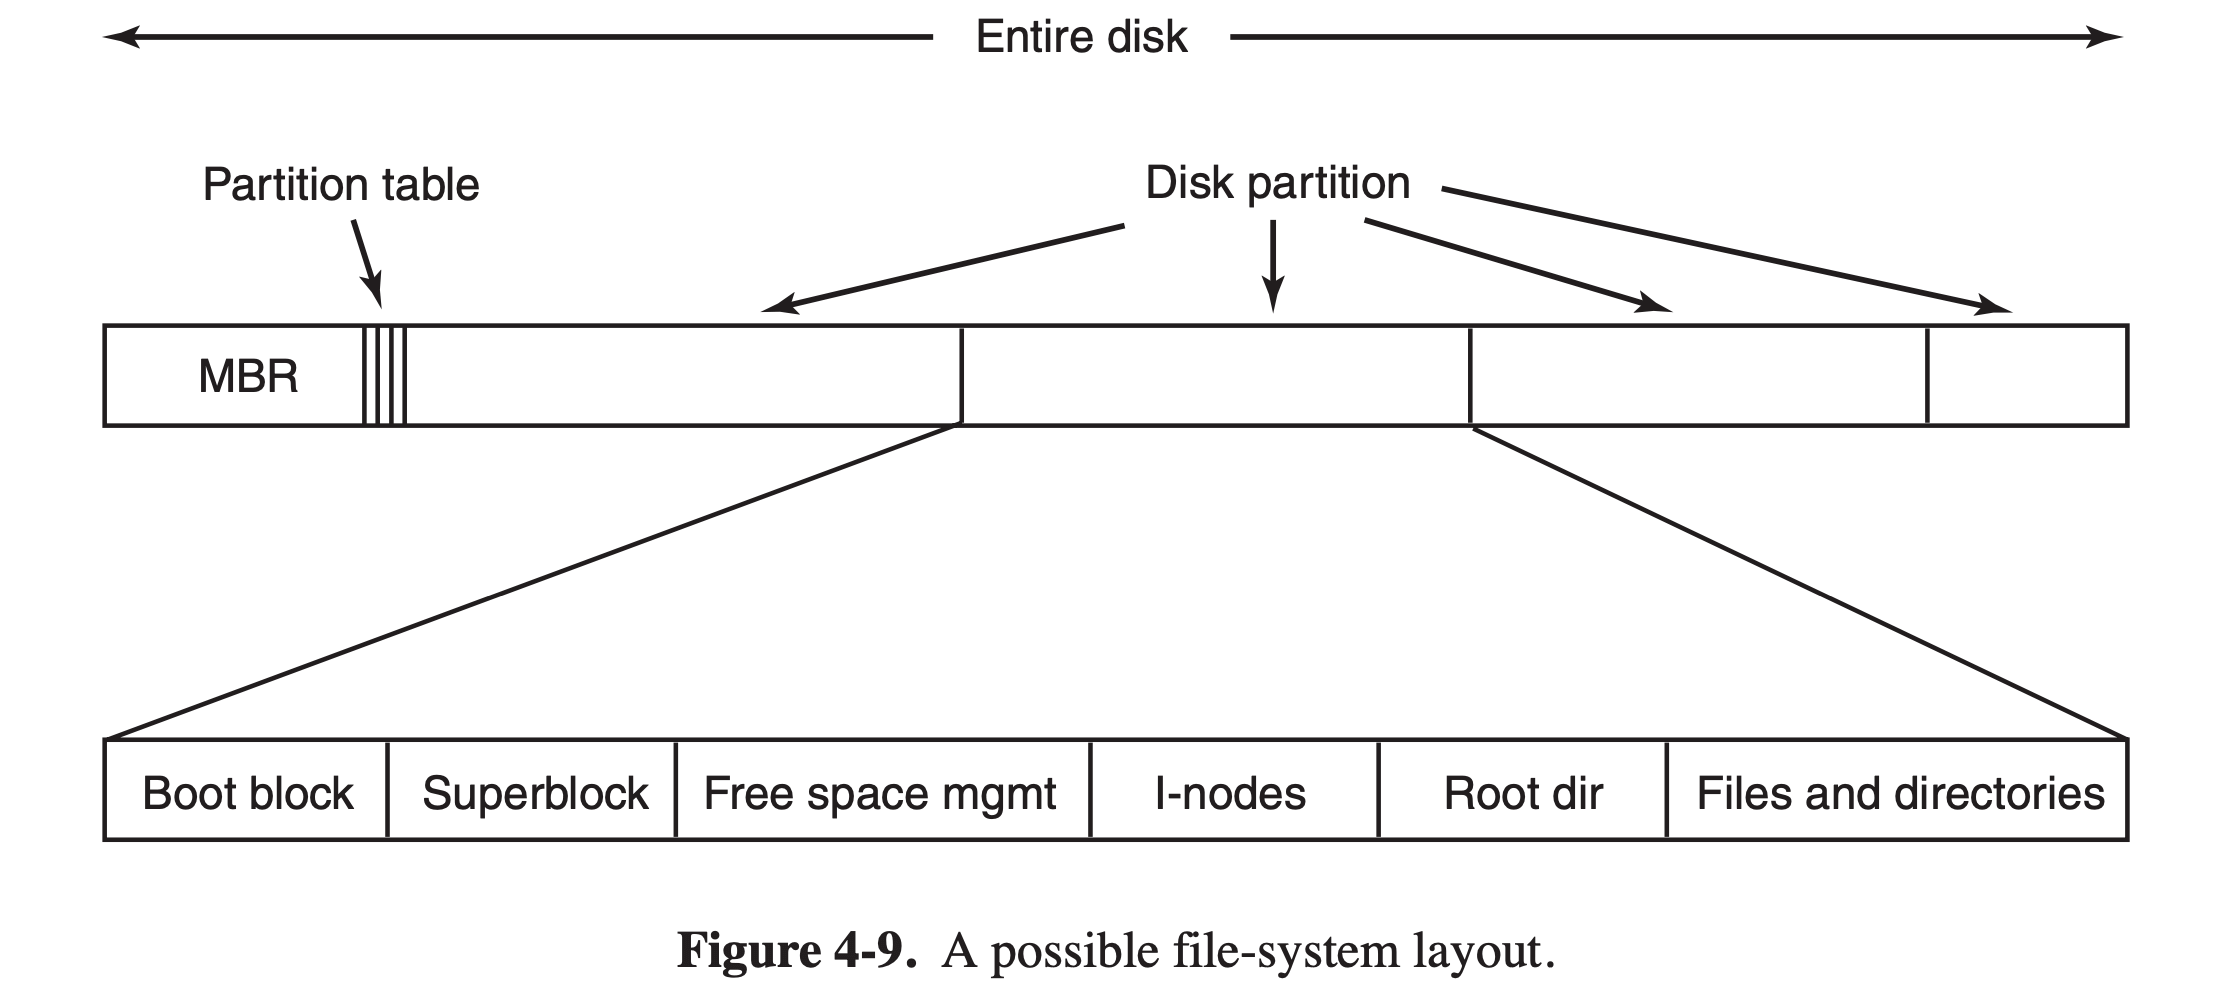 Entire disk
Partition table
Disk partition
MBR
Boot block
Superblock
Free space mgmt
I-nodes
Root dir
Files and directories
Figure 4-9. A possible file-system layout.